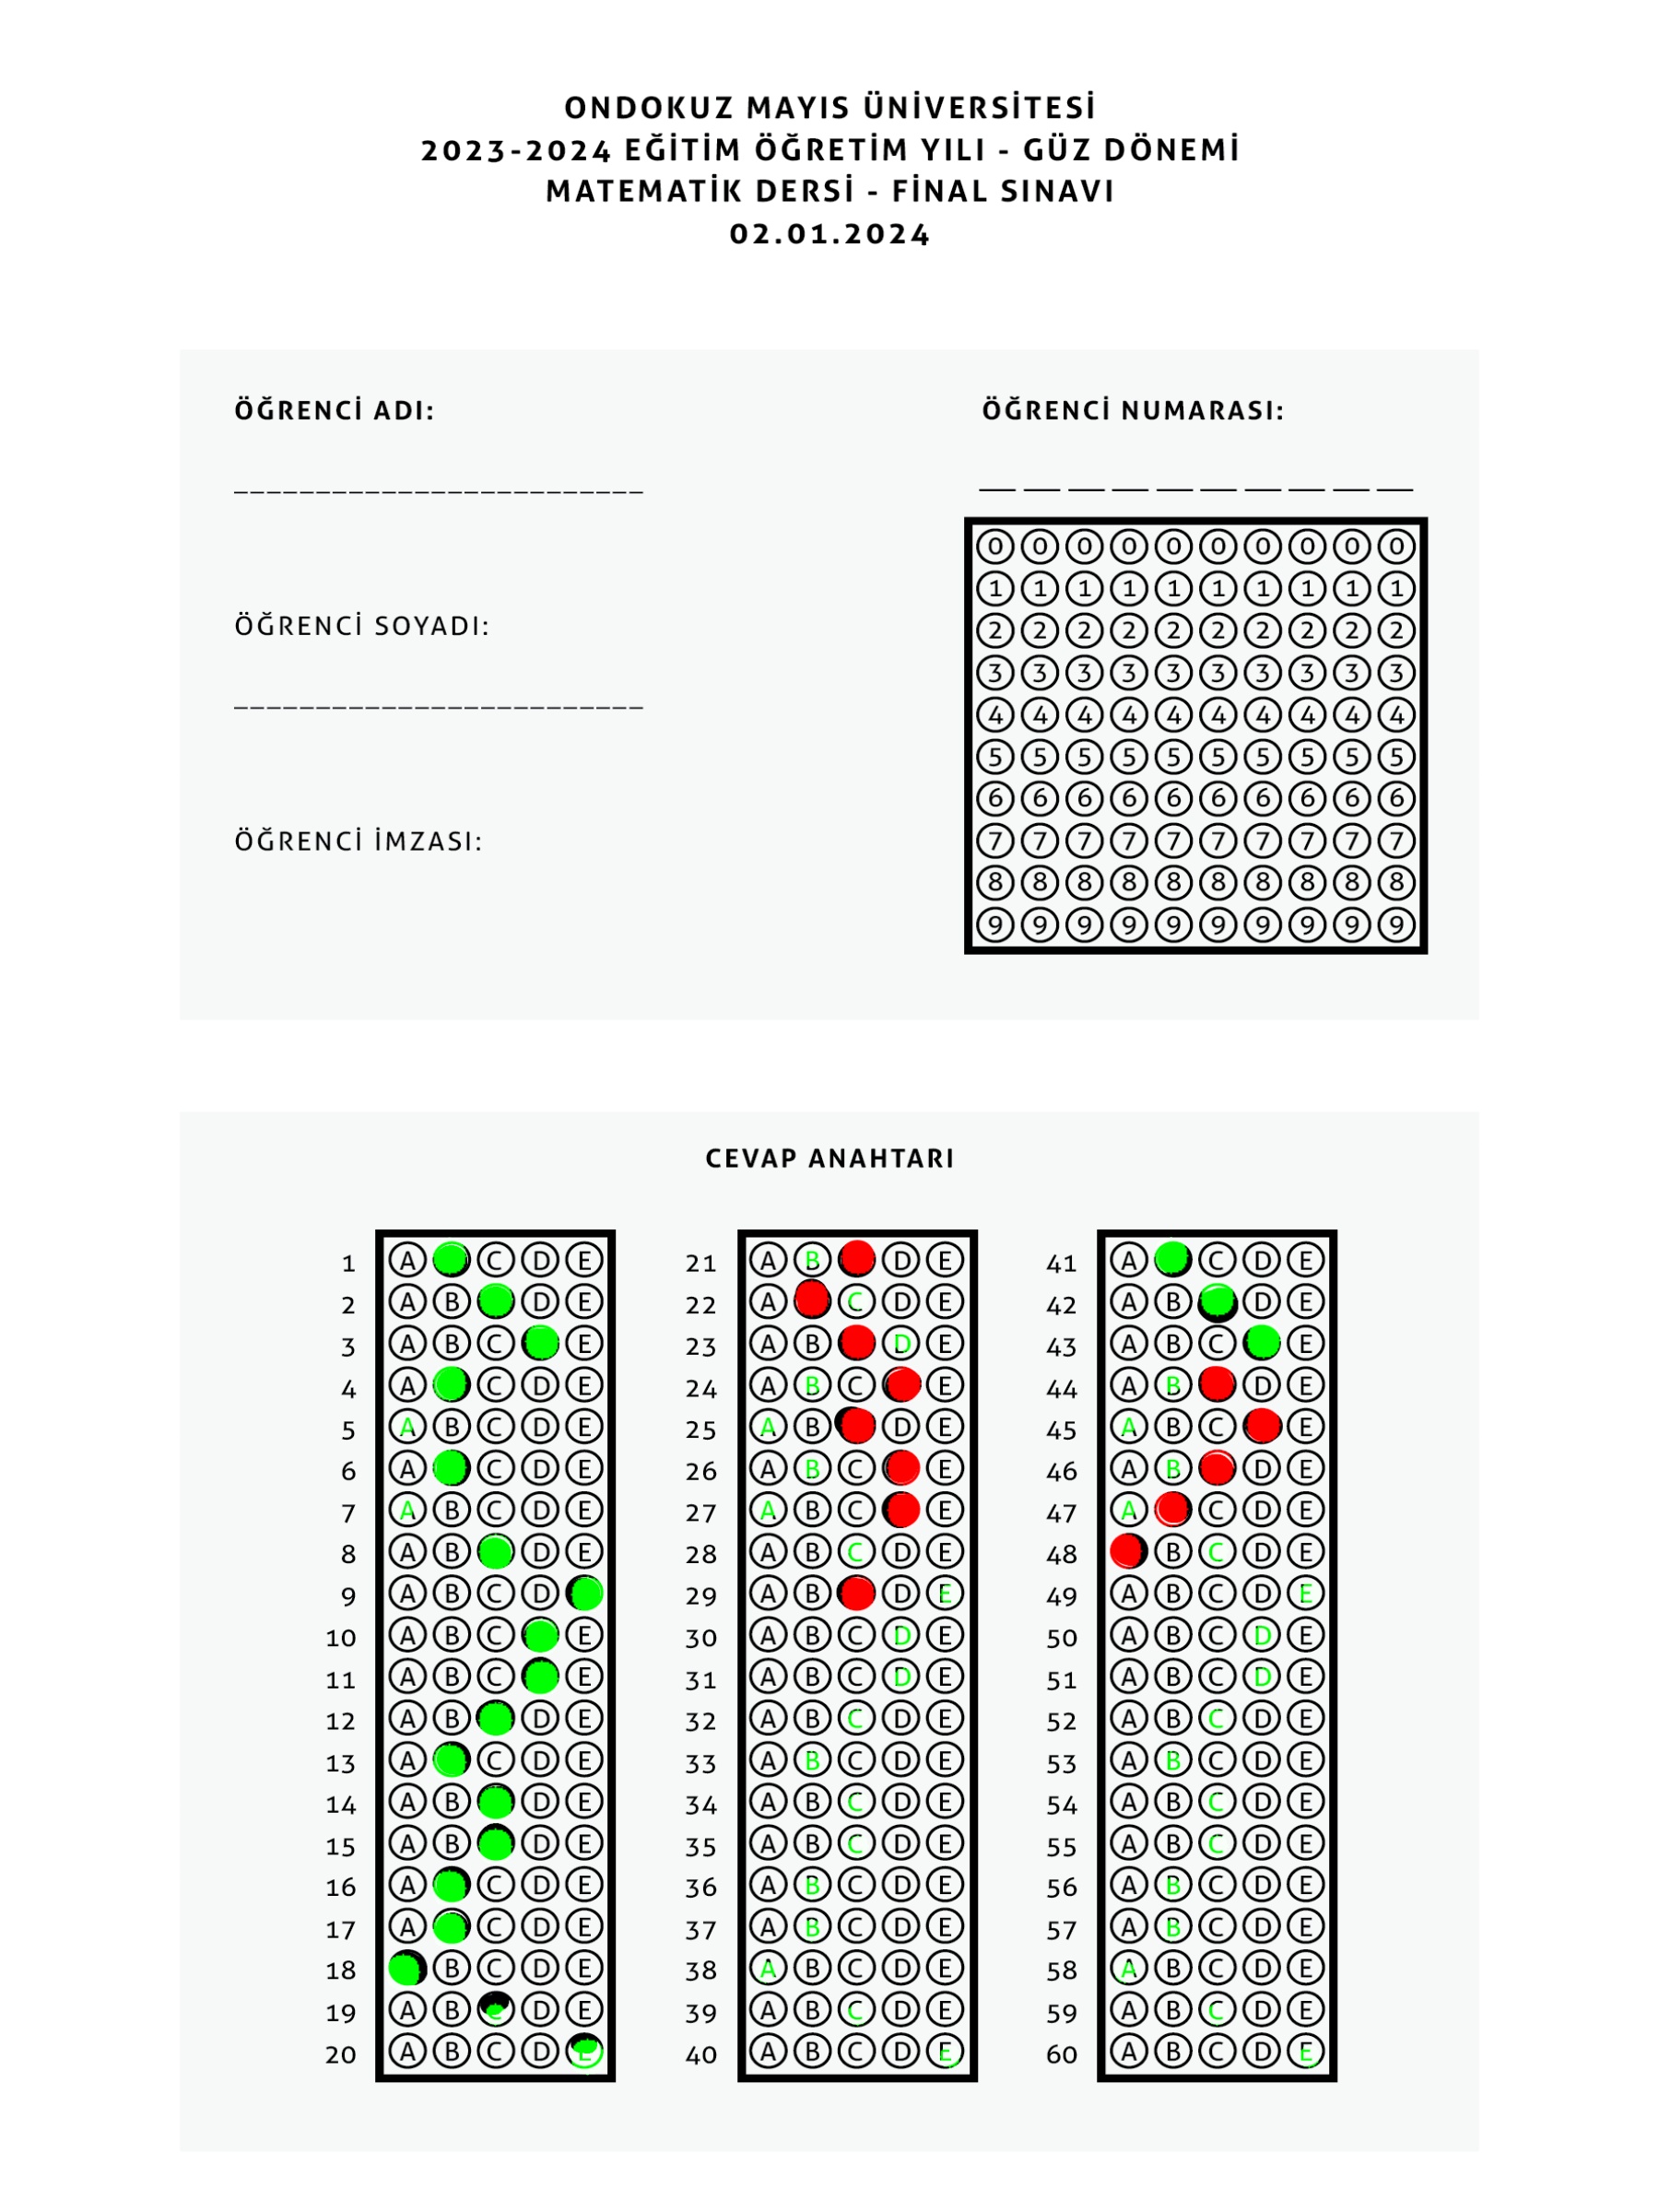 ONDOKUZ MAYIS ÜNİVERSİTESİ
2023-2024 EĞİTİM ÖĞRETİM YILI - GÜZ DÖNEMİ
MATEMATİK DERSİ - FİNAL SINAVI
02.01.2024
ÖĞRENCİ ADI:
ÖĞRENCİ NUMARASI:
0 0 0 0 0 0 0 0 0 0
1 1 1 1 1 1 1 1 1 1
2 2 2 2 2 2 2 2 2 2
3 3 3 3 3 3 3 3 3 3
4 4 4 4 4 4 4 4 4 4
5 5 5 5 5 5 5 5 5 5
6 6 6 6 6 6 6 6 6 6
7 7 7 7 7 7 7 7 7 7
8 8 8 8 8 8 8 8 8 8
9 9 9 9 9 9 9 9 9 9
ÖĞRENCİ SOYADI:
ÖĞRENCİ İMZASI:
CEVAP ANAHTARI
1 A C D E
2 A B D E
3 A B C E
4 A C D E
5 A B C D E
6 A C D E
7 A B C D E
8 A B D E
9 A B C D
10 A B C E
11 A B C E
12 A B D E
13 A C D E
14 A B D E
15 A B D E
16 A C D E
17 A C D E
18 B C D E
19 A B C D E
20 A B C D E
21 A B D E
22 A C D E
23 A B D E
24 A B C E
25 A B D E
26 A B C E
27 A B C E
28 A B C D E
29 A B D E
30 A B C D E
31 A B C D E
32 A B C D E
33 A B C D E
34 A B C D E
35 A B C D E
36 A B C D E
37 A B C D E
38 A B C D E
39 A B C D E
40 A B C D E
41 A C D E
42 A B D E
43 A B C E
44 A B D E
45 A B C E
46 A B D E
47 A C D E
48 B C D E
49 A B C D E
50 A B C D E
51 A B C D E
52 A B C D E
53 A B C D E
54 A B C D E
55 A B C D E
56 A B C D E
57 A B C D E
58 A B C D E
59 A B C D E
60 A B C D E